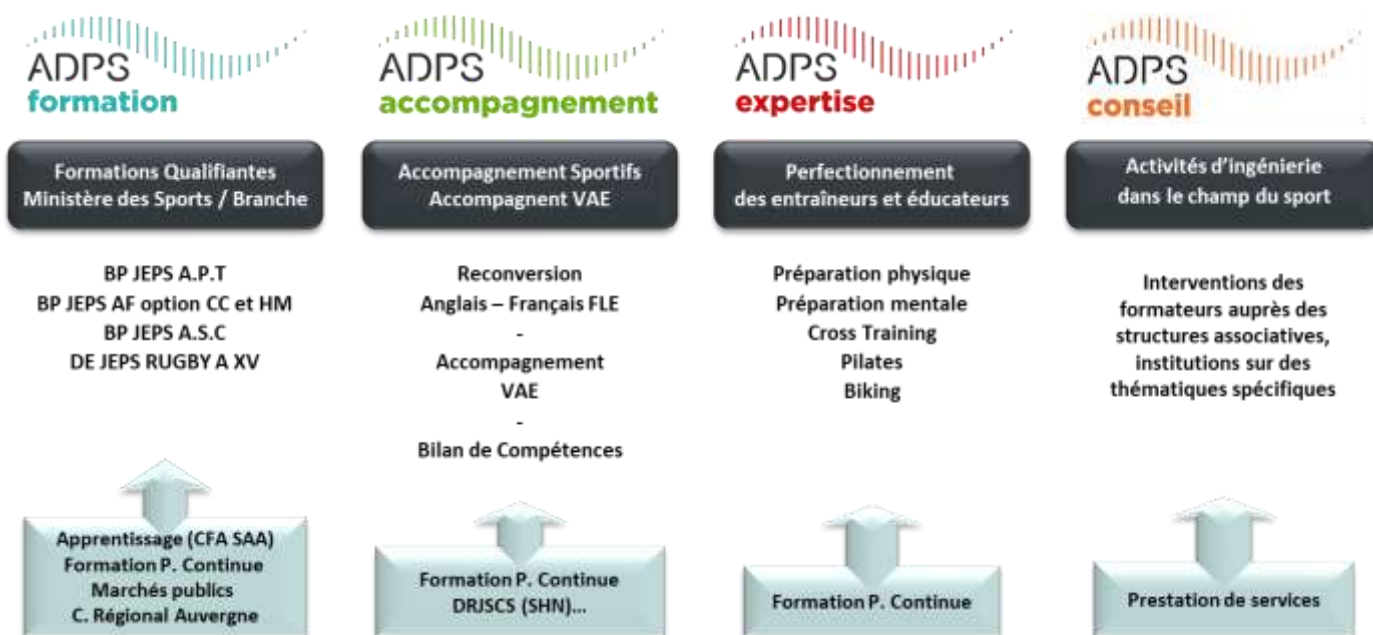 ADPS
formation
Formations Qualifiantes
Ministère des Sports / Branche
BP JEPS A.P.T
BP JEPS AF option CC et HM
BP JEPS A.S.C
DE JEPS RUGBY A XV
Apprentissage (CFA SAA)
Formation P. Continue
Marchés publics
C. Régional Auvergne
ADPS
accompagnement
Accompagnement Sportifs
Accompagnent VAE
Reconversion
Anglais – Français FLE
-
Accompagnement
VAE
-
Bilan de Compétences
Formation P. Continue
DRJSCS (SHN)...
ADPS
expertise
Perfectionnement
des entraîneurs et éducateurs
Préparation physique
Préparation mentale
Cross Training
Pilates
Biking
Formation P. Continue
ADPS
conseil
Activités d'ingénierie
dans le champ du sport
Interventions des
formateurs auprès des
structures associatives,
institutions sur des
thématiques spécifiques
Prestation de services